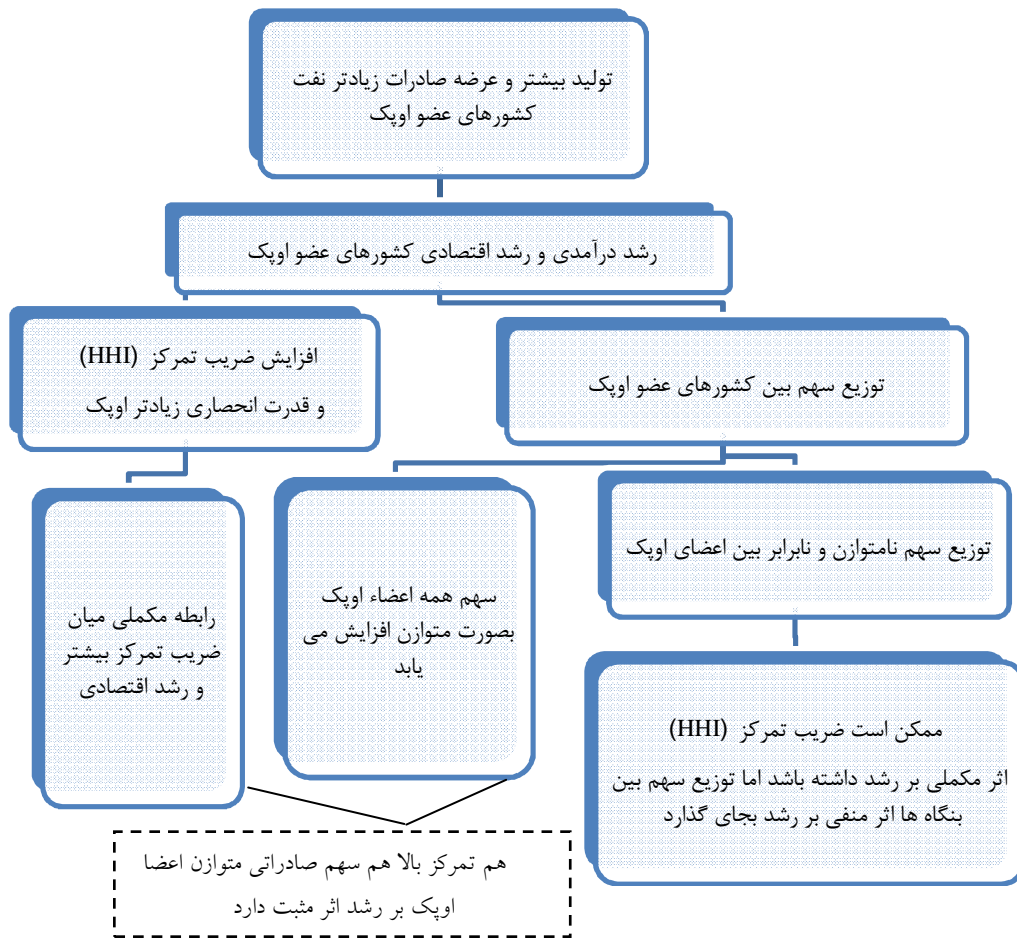 تولید بیشتر و عرضه صادرات زیادتر نفت
کشورهای عضو اوپک
رشد درآمدی و رشد اقتصادی کشورهای عضو اوپک
توزیع سهم بین کشورهای عضو اوپک
افزایش ضریب تمرکز (HHI)
و قدرت انحصاری زیادتر اوپک
توزیع سهم نامتوازن و نابرابر بین اعضای اوپک
سهم همه اعضاء اوپک
بصورت متوازن افزایش می
یابد
رابطه مکملی میان
ضریب تمرکز بیشتر
و رشد اقتصادی
ممکن است ضریب تمرکز (HHI)
اثر مکملی بر رشد داشته باشد اما توزیع سهم بین
بنگاه ها اثر منفی بر رشد بجای گذارد
هم تمرکز بالا هم سهم صادراتی متوازن اعضا
اوپک بر رشد اثر مثبت دارد